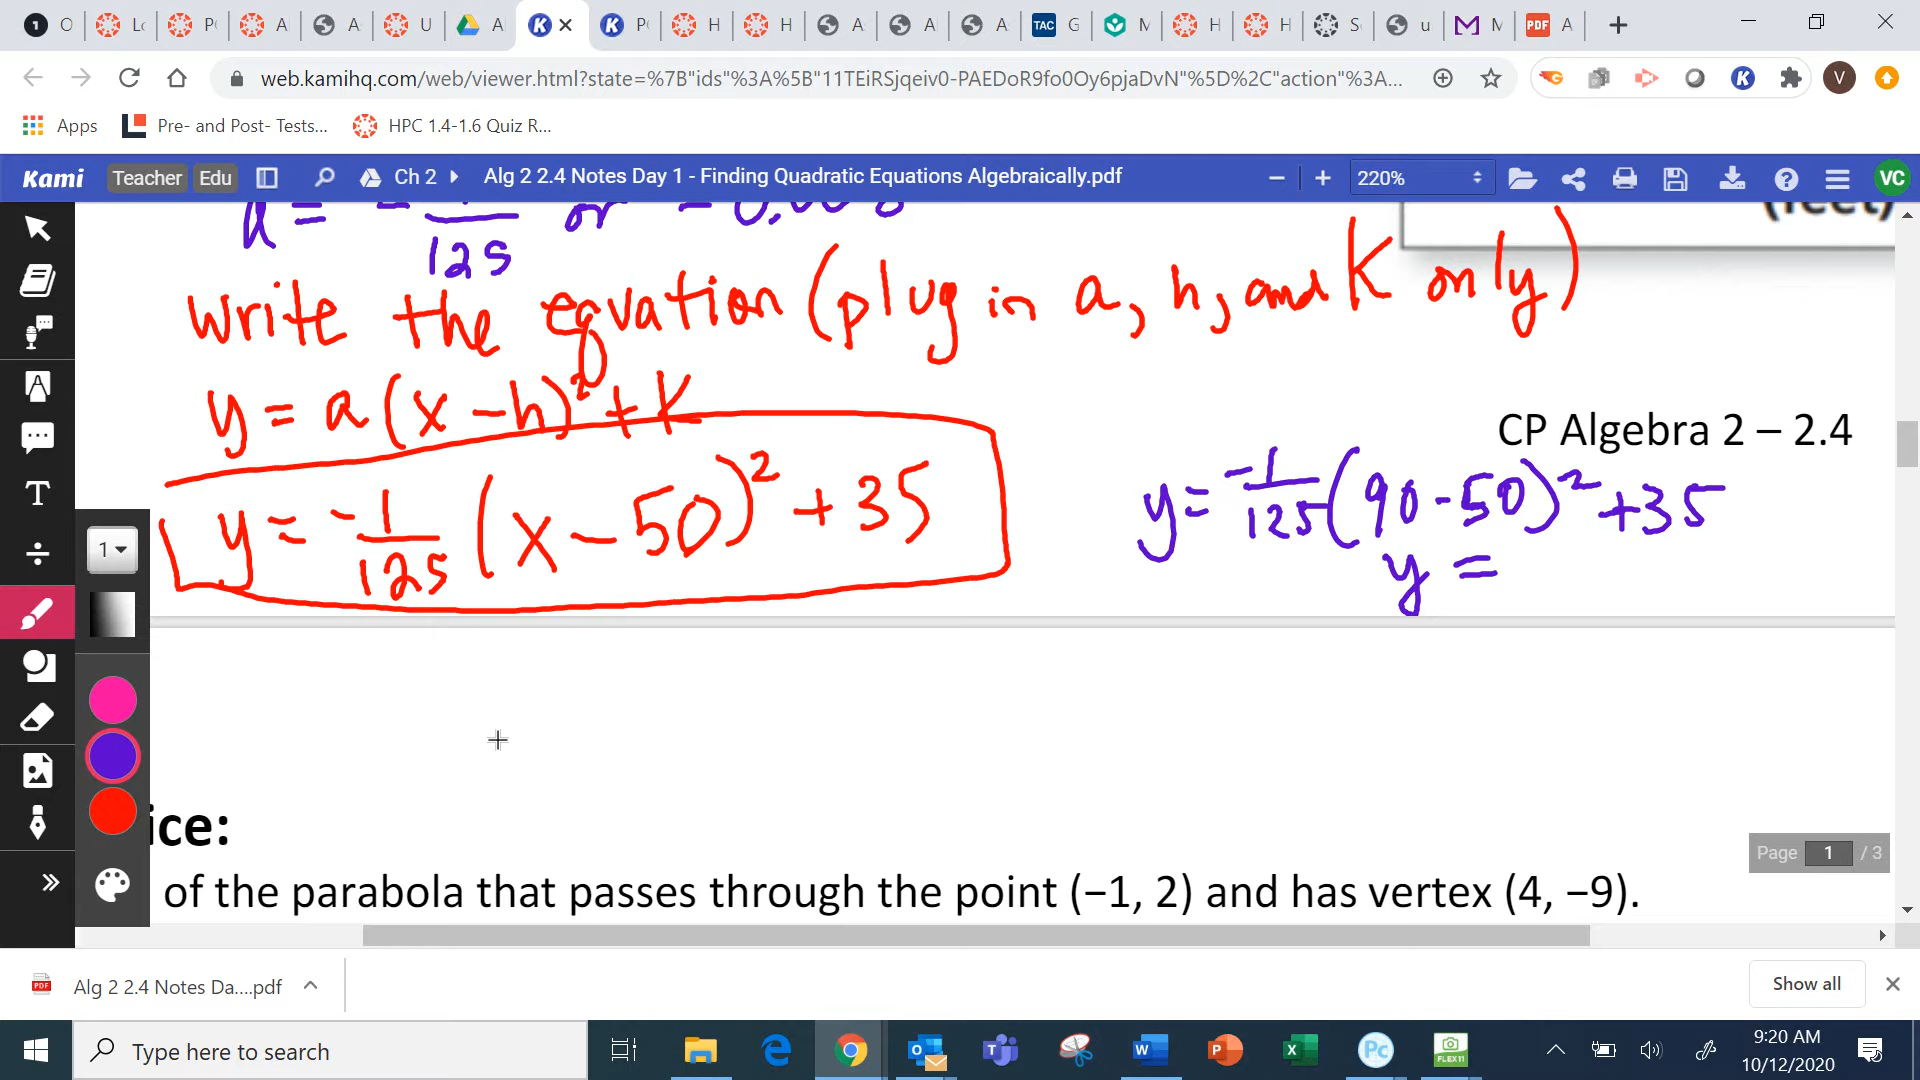 O Lo P( A A U A P( H H A A A TAC G M H H S u M A
web.kamihq.com/web/viewer.html?state=%7B"ids"%3A%5B"11TEiRSjqeiv0-PAEDoR9fo0Oy6pjaDvN"%5D%2C"action"%3A...
V
Apps Pre- and Post- Tests... HPC 1.4-1.6 Quiz R...
Kami Teacher Edu Ch 2 Alg 2 2.4 Notes Day 1 - Finding Quadratic Equations Algebraically.pdf 220% VC
(feet)
125 or
Write the equation (plug in a, h, and K only)
y = a (x - h)² + k
CP Algebra 2 – 2.4
y = -1/125 (x - 50)² + 35
y = -1/125 (90 - 50)² + 35
y =
1
ice:
of the parabola that passes through the point (−1, 2) and has vertex (4, −9).
Page 1 / 3
Alg 2 2.4 Notes Da....pdf
Show all
Type here to search
9:20 AM
10/12/2020